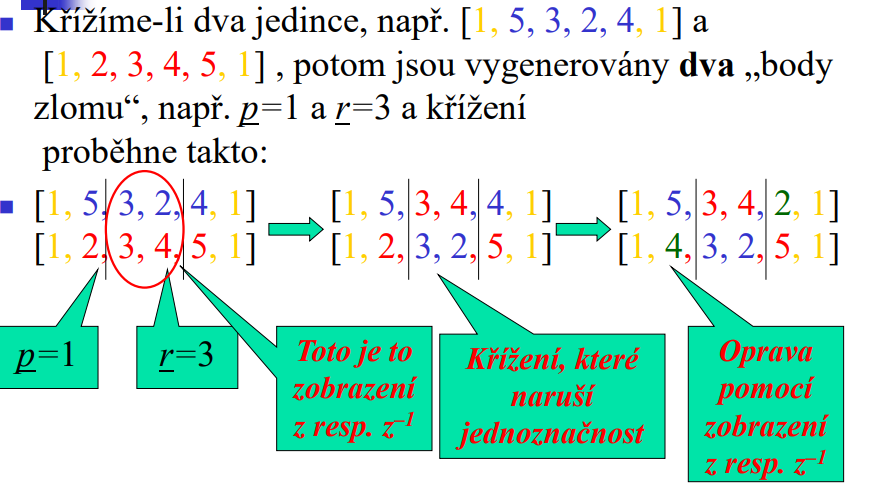 Křížíme-li dva jedince, např. [1, 5, 3, 2, 4, 1] a
[1, 2, 3, 4, 5, 1] , potom jsou vygenerovány dva „body
zlomu“, např. p=1 a r=3 a křížení
proběhne takto:
[1, 5, 3, 2, 4, 1] [1, 5, 3, 4, 4, 1] [1, 5, 3, 4, 2, 1]
[1, 2, 3, 4, 5, 1] [1, 2, 3, 2, 5, 1] [1, 4, 3, 2, 5, 1]
p=1
r=3
Toto je to
zobrazení
z resp. z⁻¹
Křížení, které
naruší
jednoznačnost
Oprava
pomocí
zobrazení
z resp. z⁻¹